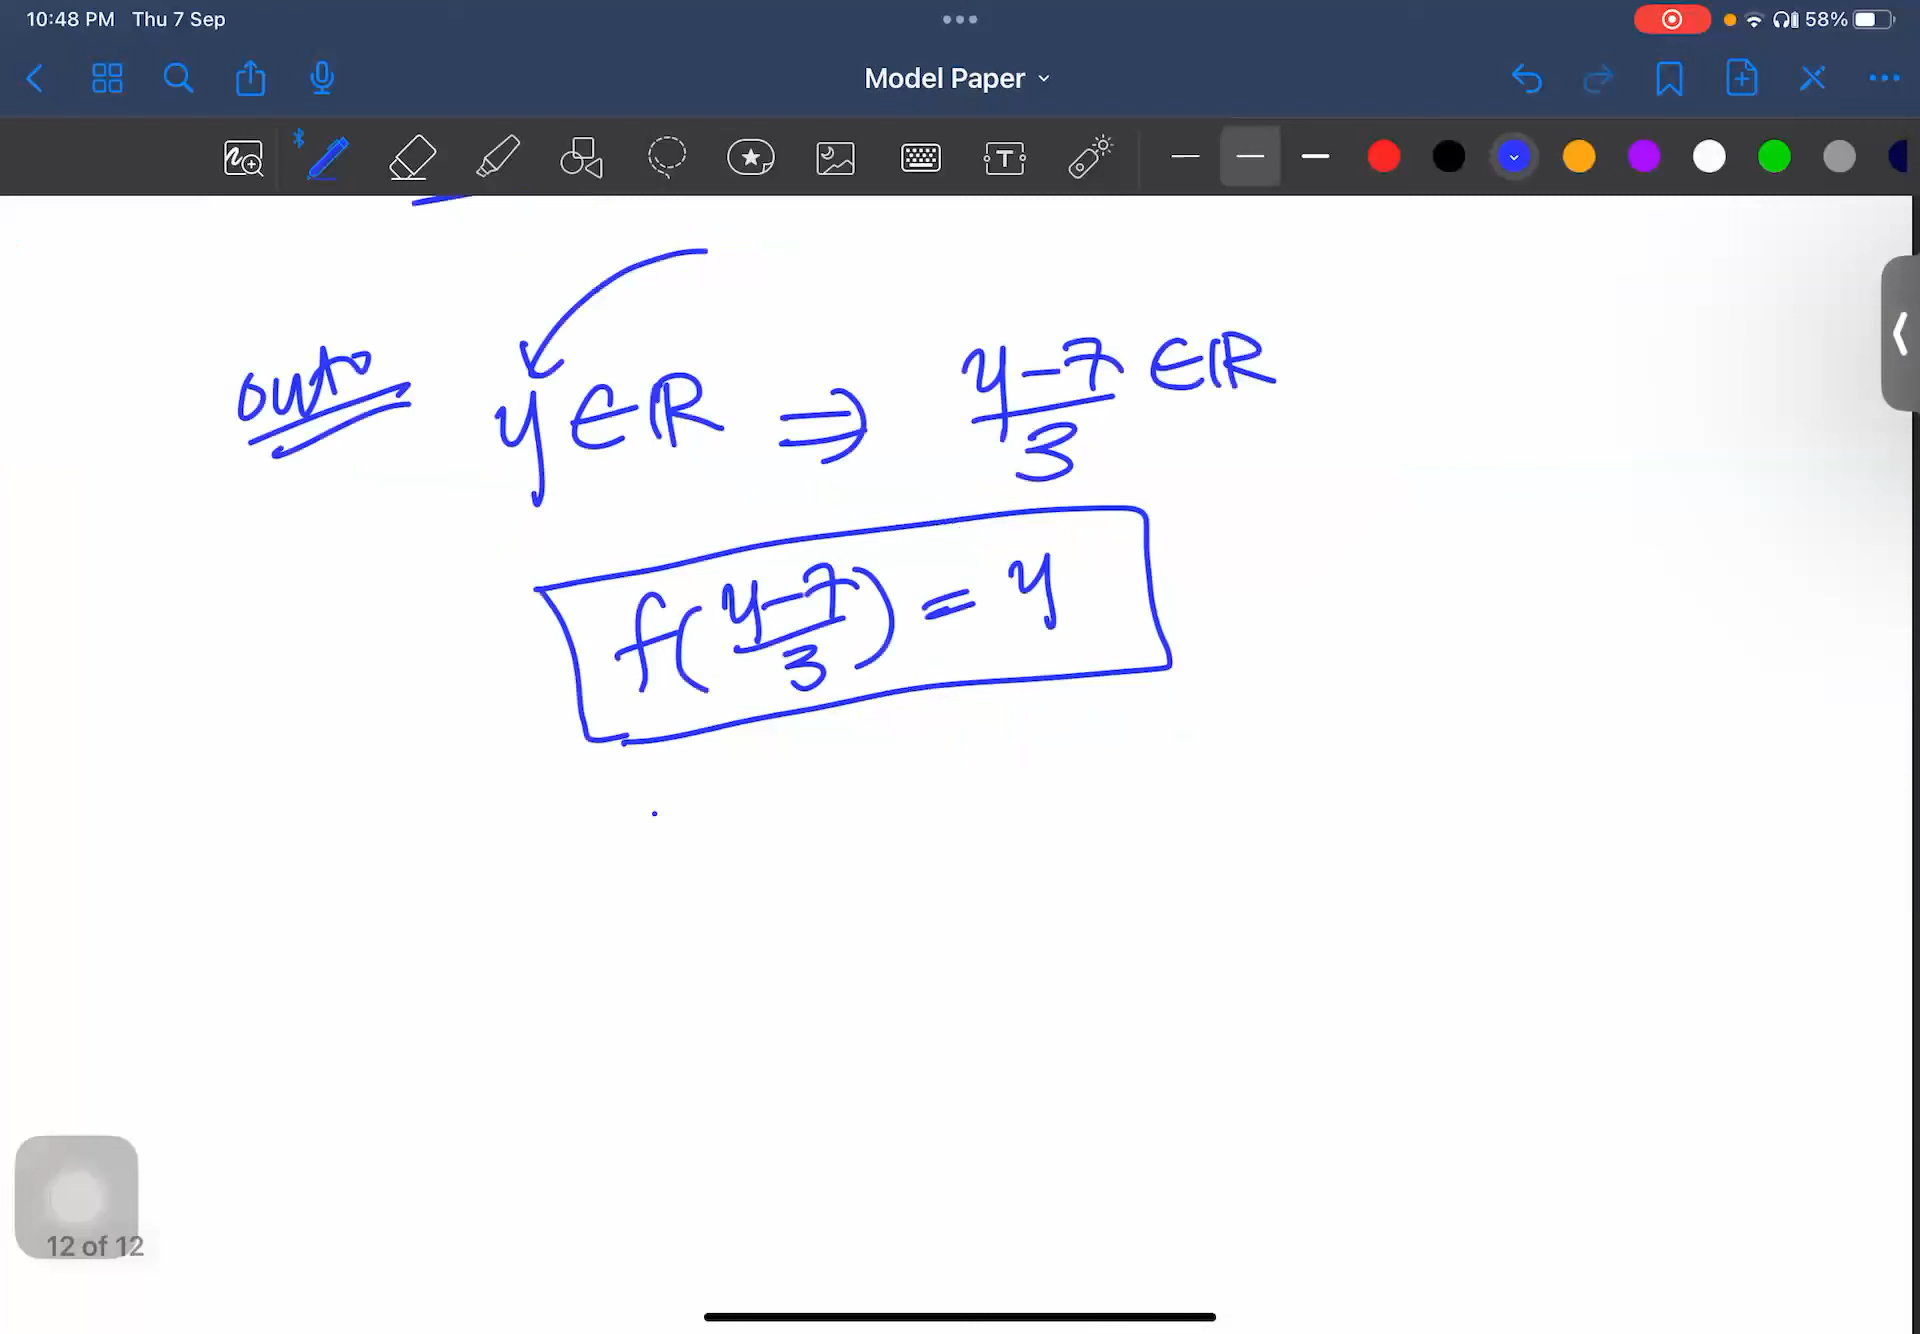 10:48 PM Thu 7 Sep 58%
Model Paper
T
onto y ∈ ℝ ⇒ y-7/3 ∈ ℝ
f(y-7/3) = y
12 of 12